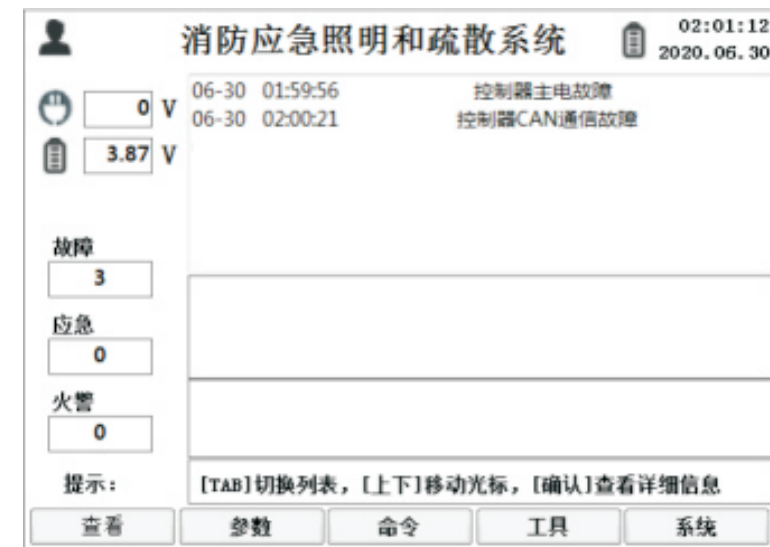 消防应急照明和疏散系统
02:01:12
2020.06.30
0 V
3.87 V
06-30 01:59:56 控制器主电故障
06-30 02:00:21 控制器CAN通信故障
故障
3
应急
0
火警
0
提示:
[TAB]切换列表，[上下]移动光标，[确认]查看详细信息
查看 参数 命令 工具 系统